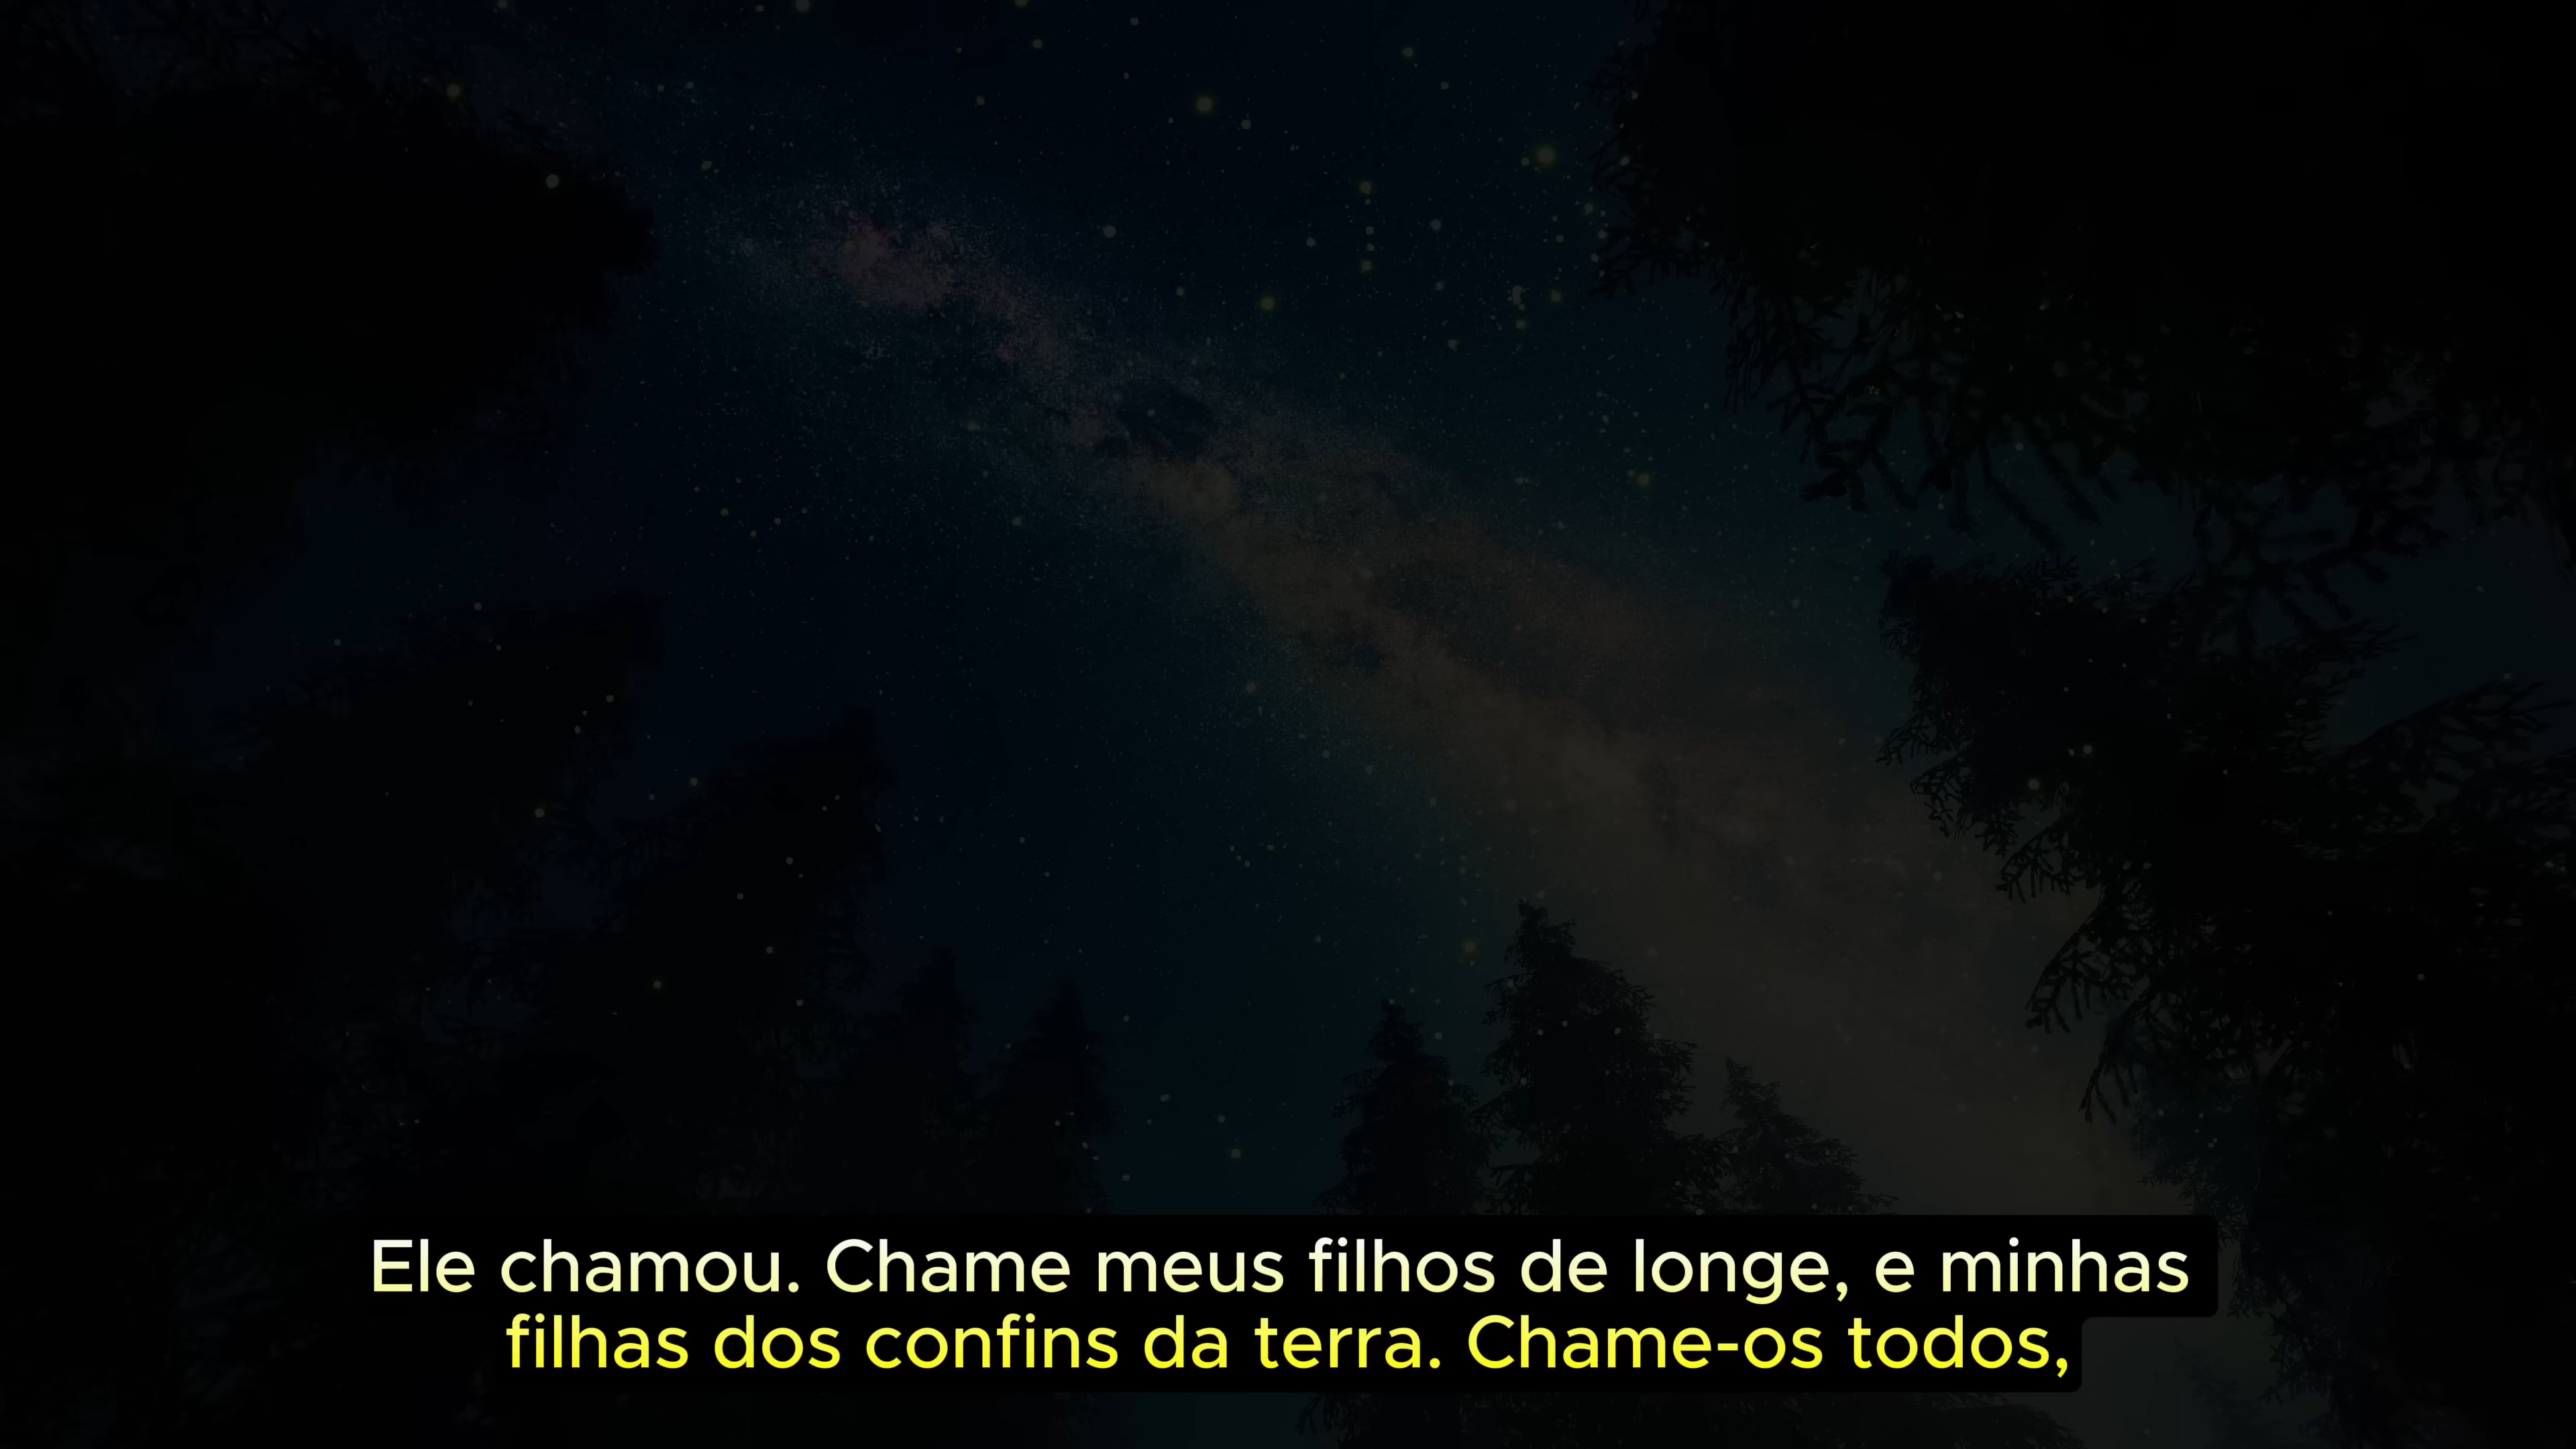 Ele chamou. Chame meus filhos de longe, e minhas
filhas dos confins da terra. Chame-os todos,